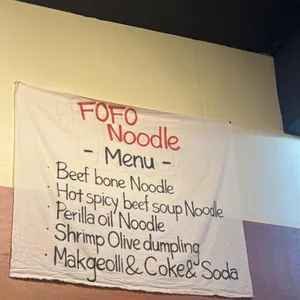 FOFO
Noodle
- Menu -
· Beef bone Noodle
· Hot spicy beef soup Noodle
· Perilla oil Noodle
· Shrimp Olive dumpling
· Makgeolli & Coke & Soda